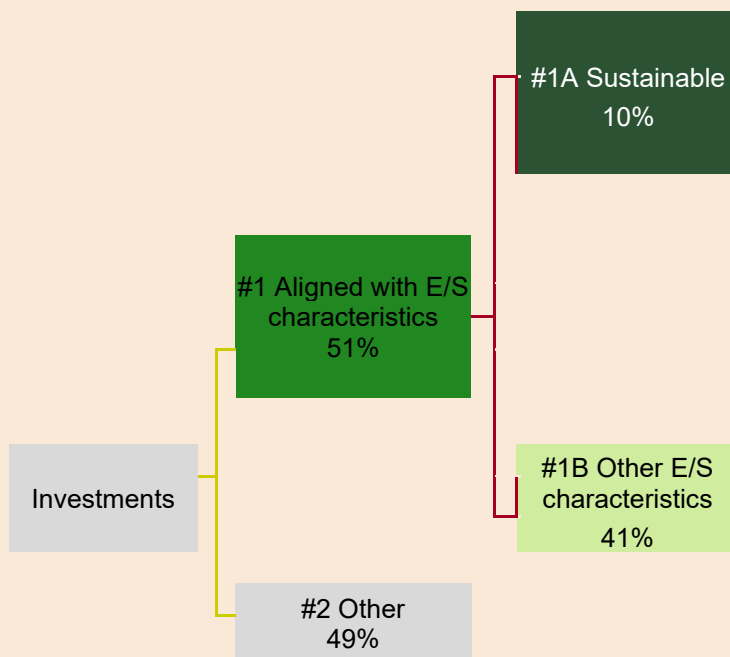 #1A Sustainable
10%
#1 Aligned with E/S
characteristics
51%
Investments
#1B Other E/S
characteristics
41%
#2 Other
49%